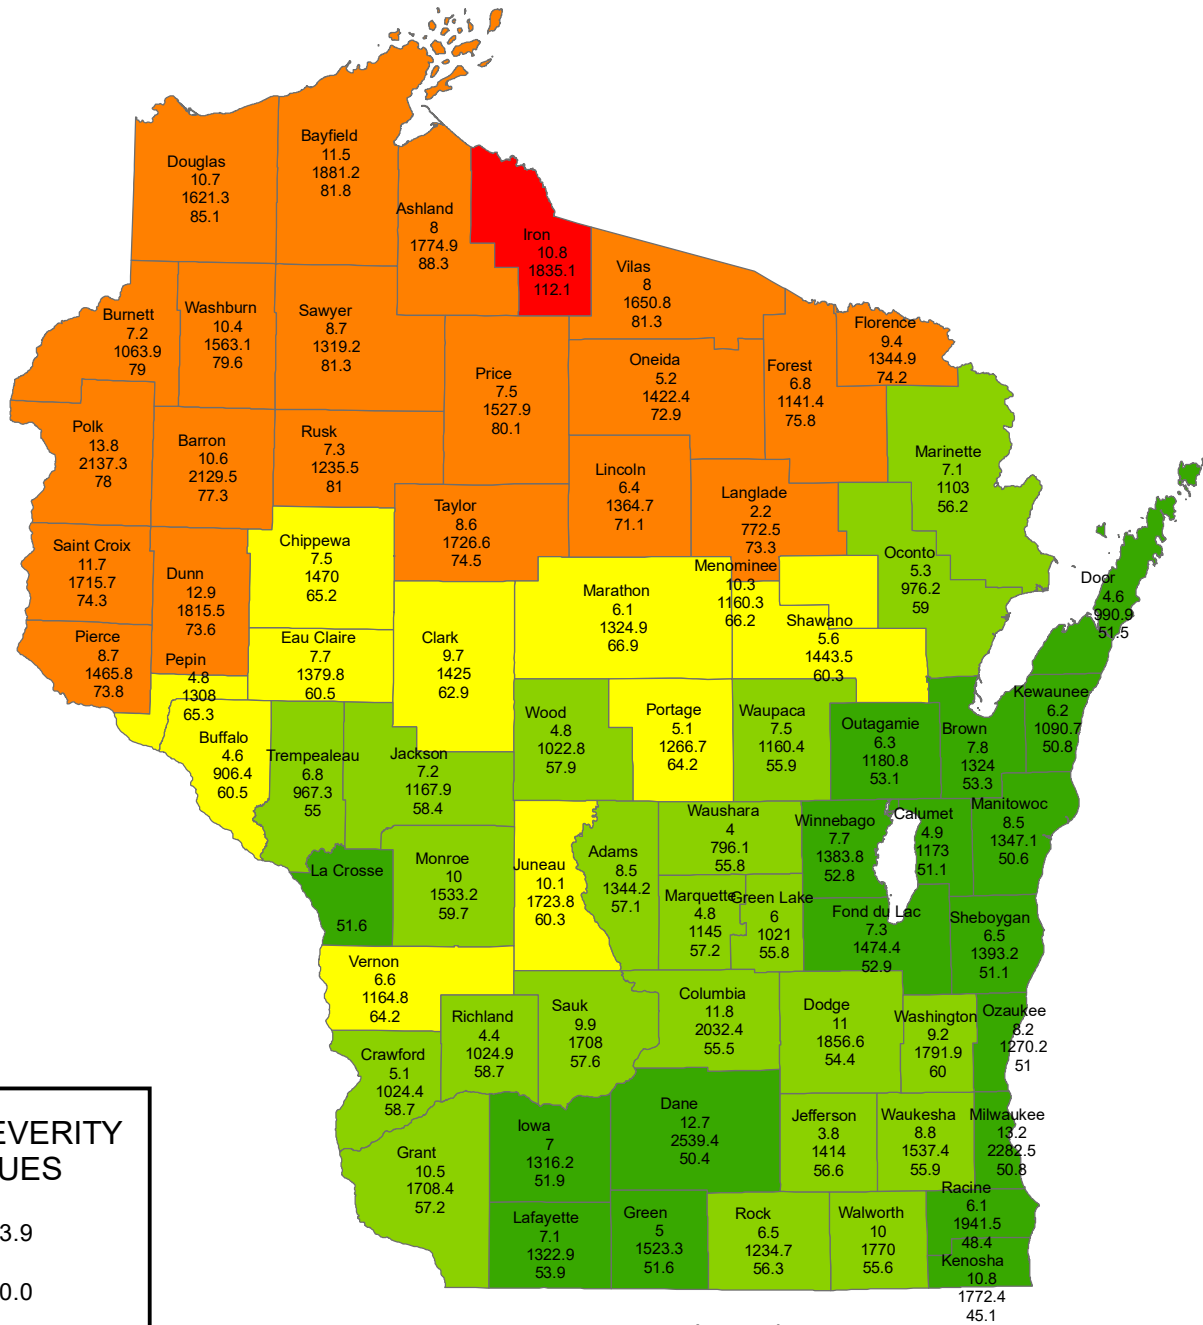 Bayfield
11.5
1881.2
81.8
Douglas
10.7
1621.3
85.1
Ashland
8
1774.9
88.3
Iron
10.8
1835.1
112.1
Vilas
8
1650.8
81.3
Burnett
7.2
1063.9
79
Washburn
10.4
1563.1
79.6
Sawyer
8.7
1319.2
81.3
Florence
9.4
1344.9
74.2
Price
7.5
1527.9
80.1
Oneida
5.2
1422.4
72.9
Forest
6.8
1141.4
75.8
Polk
13.8
2137.3
78
Barron
10.6
2129.5
77.3
Rusk
7.3
1235.5
81
Marinette
7.1
1103
56.2
Lincoln
6.4
1364.7
71.1
Langlade
2.2
772.5
73.3
Taylor
8.6
1726.6
74.5
Saint Croix
11.7
1715.7
74.3
Dunn
12.9
1815.5
73.6
Chippewa
7.5
1470
65.2
Oconto
5.3
976.2
59
Menominee
10.3
1160.3
66.2
Door
4.6
990.9
51.5
Marathon
6.1
1324.9
66.9
Shawano
5.6
1443.5
60.3
Pierce
8.7
1465.8
73.8
Eau Claire
7.7
1379.8
60.5
Clark
9.7
1425
62.9
Pepin
4.8
1308
65.3
Buffalo
4.6
906.4
60.5
Trempealeau
6.8
967.3
55
Jackson
7.2
1167.9
58.4
Wood
4.8
1022.8
57.9
Portage
5.1
1266.7
64.2
Waupaca
7.5
1160.4
55.9
Outagamie
6.3
1180.8
53.1
Brown
7.8
1324
53.3
Kewaunee
6.2
1090.7
50.8
Waushara
4
796.1
55.8
Winnebago
7.7
1383.8
52.8
Calumet
4.9
1173
51.1
Manitowoc
8.5
1347.1
50.6
La Crosse
51.6
Monroe
10
1533.2
59.7
Juneau
10.1
1723.8
60.3
Adams
8.5
1344.2
57.1
Marquette
4.8
1145
57.2
Green Lake
6
1021
55.8
Fond du Lac
7.3
1474.4
52.9
Sheboygan
6.5
1393.2
51.1
Vernon
6.6
1164.8
64.2
Richland
4.4
1024.9
58.7
Sauk
9.9
1708
57.6
Columbia
11.8
2032.4
55.5
Dodge
11
1856.6
54.4
Washington
9.2
1791.9
60
Ozaukee
8.2
1270.2
51
Crawford
5.1
1024.4
58.7
Grant
10.5
1708.4
57.2
Iowa
7
1316.2
51.9
Dane
12.7
2539.4
50.4
Jefferson
3.8
1414
56.6
Waukesha
8.8
1537.4
55.9
Milwaukee
13.2
2282.5
50.8
Lafayette
7.1
1322.9
53.9
Green
5
1523.3
51.6
Rock
6.5
1234.7
56.3
Walworth
10
1770
55.6
Racine
6.1
1941.5
48.4
Kenosha
10.8
1772.4
45.1
EVERITY
UES
3.9
0.0